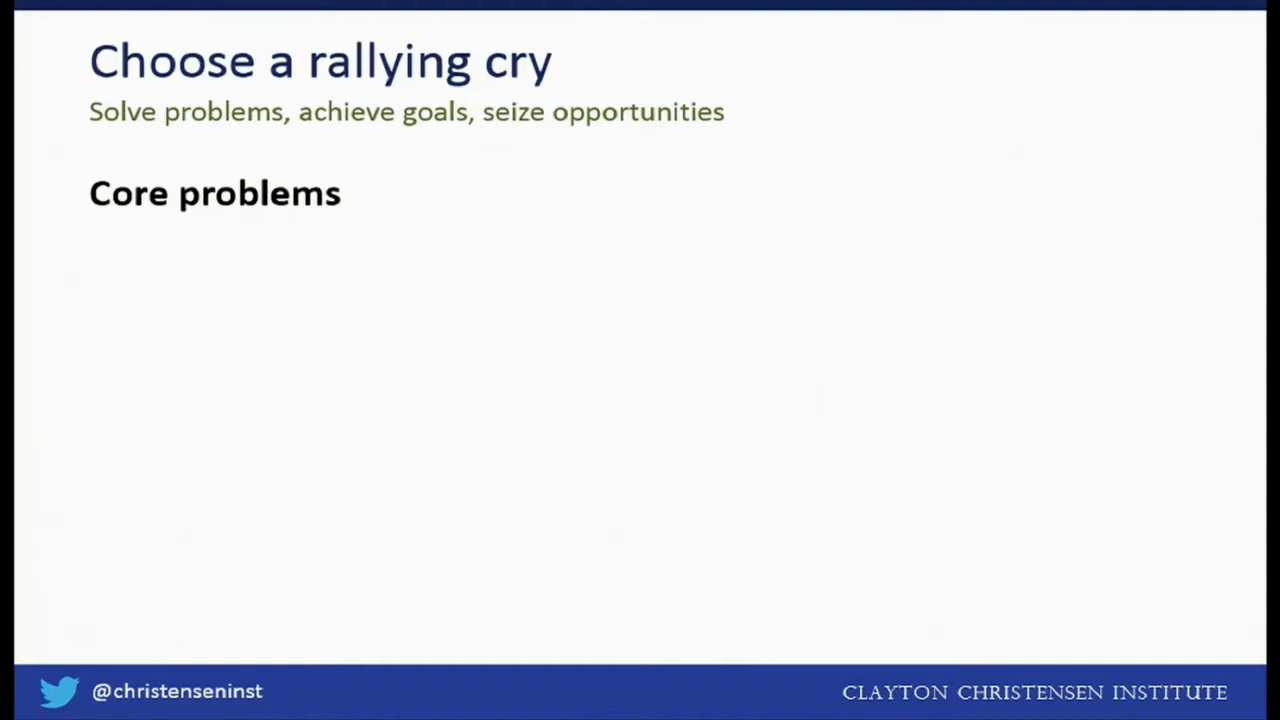 Choose a rallying cry
Solve problems, achieve goals, seize opportunities
Core problems
@christenseninst
CLAYTON CHRISTENSEN INSTITUTE